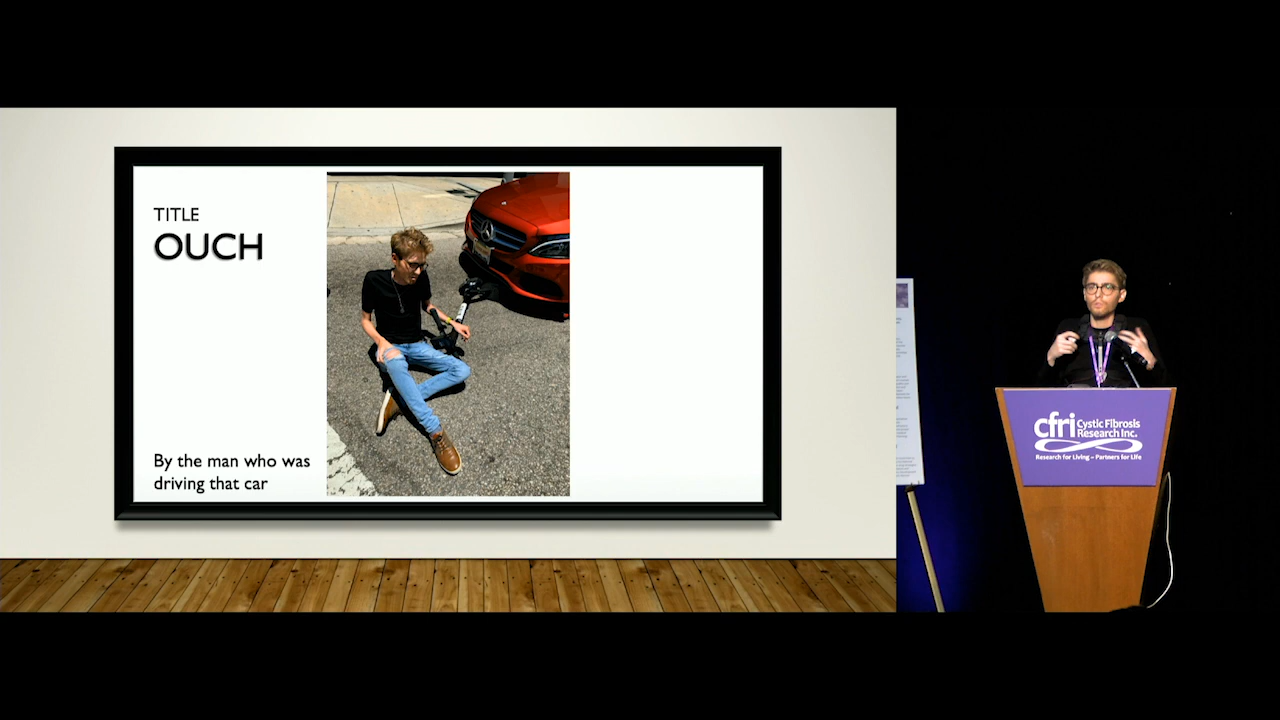 TITLE
OUCH
By the man who was
driving that car
cfri Cystic Fibrosis
Research Inc.
Research for Living – Partners for Life